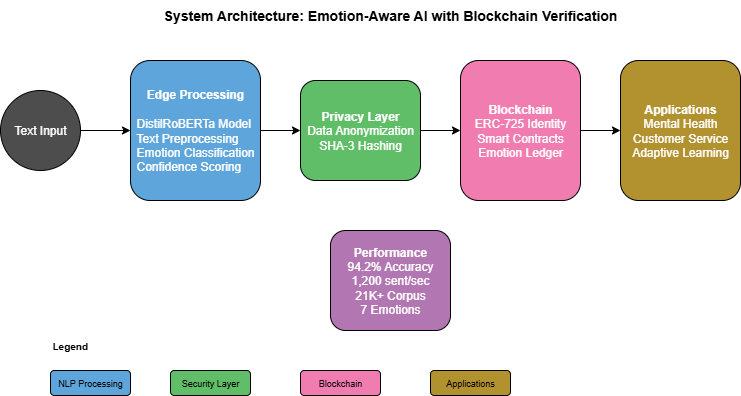 System Architecture: Emotion-Aware AI with Blockchain Verification
Text Input
Edge Processing
DistilRoBERTa Model
Text Preprocessing
Emotion Classification
Confidence Scoring
Privacy Layer
Data Anonymization
SHA-3 Hashing
Blockchain
ERC-725 Identity
Smart Contracts
Emotion Ledger
Applications
Mental Health
Customer Service
Adaptive Learning
Performance
94.2% Accuracy
1,200 sent/sec
21K+ Corpus
7 Emotions
Legend
NLP Processing
Security Layer
Blockchain
Applications